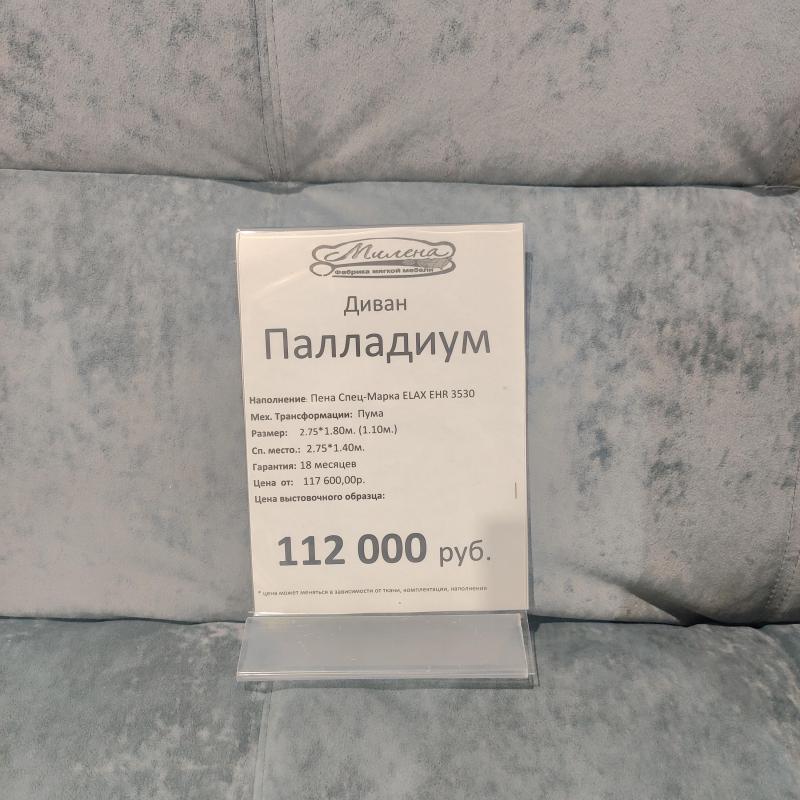 Милена
Фабрика мягкой мебели
Диван
Палладиум
Наполнение: Пена Спец-Марка ELAX EHR 3530
Мех. Трансформации: Пума
Размер: 2.75*1.80м. (1.10м.)
Сп. место.: 2.75*1.40м.
Гарантия: 18 месяцев
Цена от: 117 600,00р.
Цена выстовочного образца:
112 000 руб.
* цена может меняться в зависимости от ткани, комплектации, наполнения